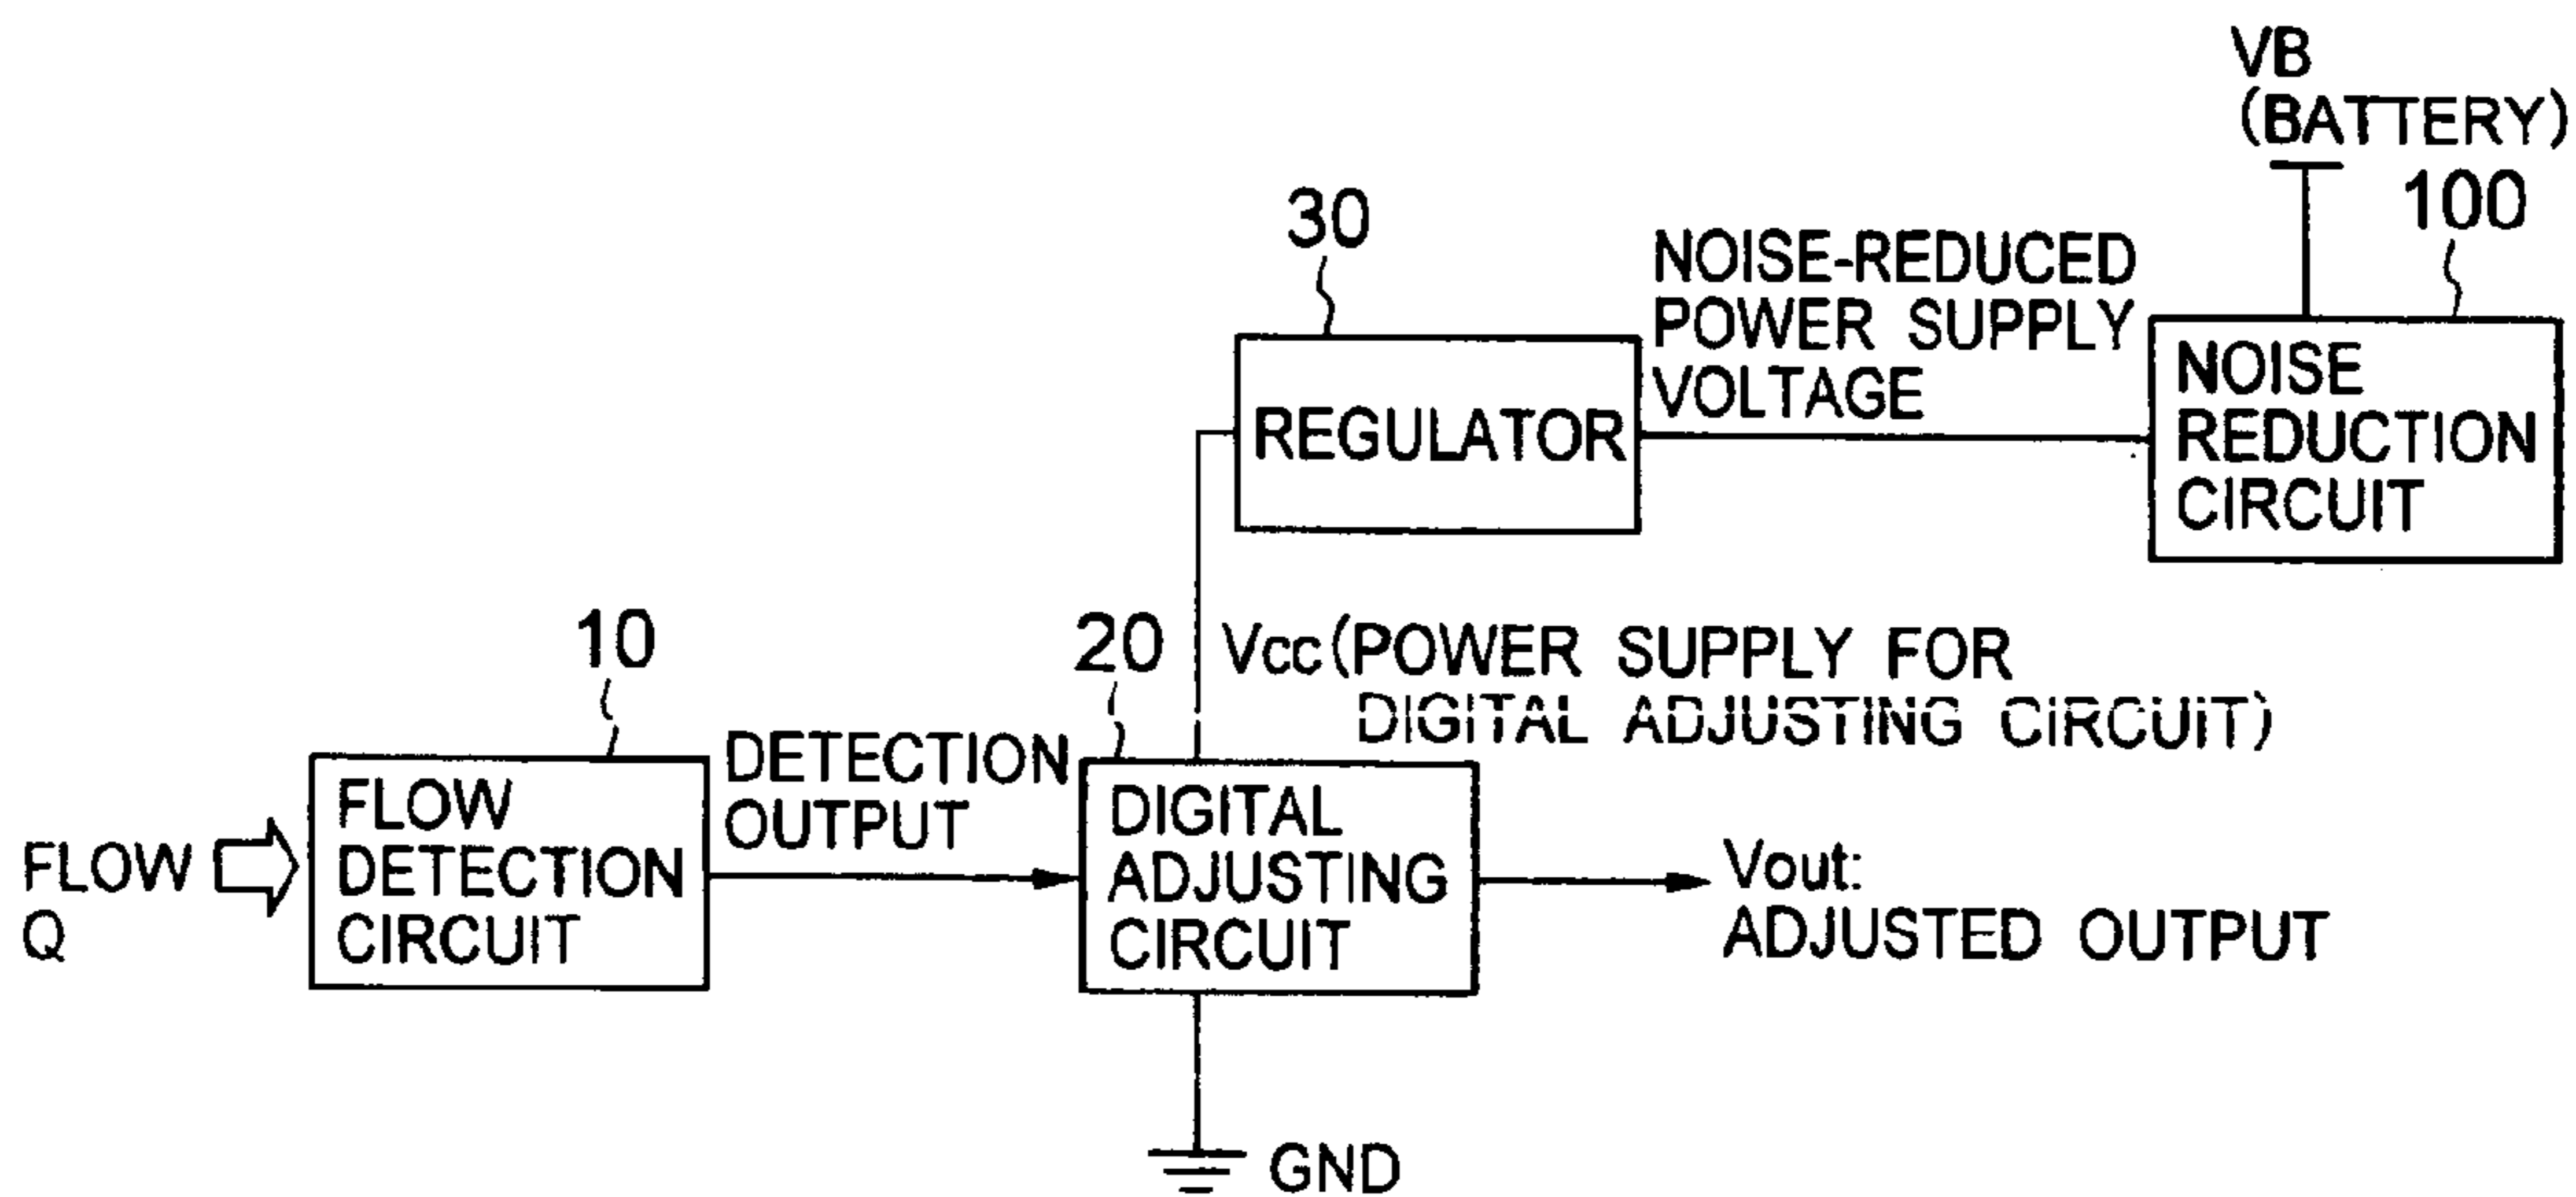 VB
(BATTERY)
100
30
NOISE-REDUCED
POWER SUPPLY
VOLTAGE
NOISE
REDUCTION
CIRCUIT
REGULATOR
10
20
Vcc (POWER SUPPLY FOR
DIGITAL ADJUSTING CIRCUIT)
FLOW
Q
FLOW
DETECTION
CIRCUIT
DETECTION
OUTPUT
DIGITAL
ADJUSTING
CIRCUIT
Vout:
ADJUSTED OUTPUT
GND